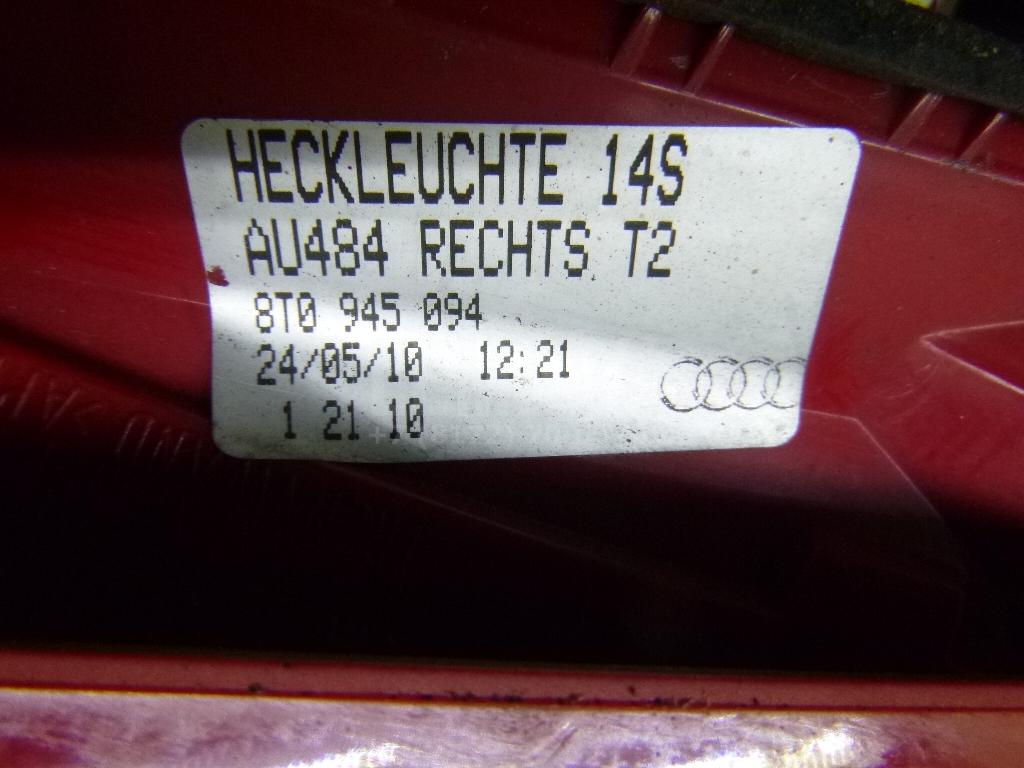 HECKLEUCHTE 14S
AU484 RECHTS T2
8T0 945 094
24/05/10 12:21
1 21 10